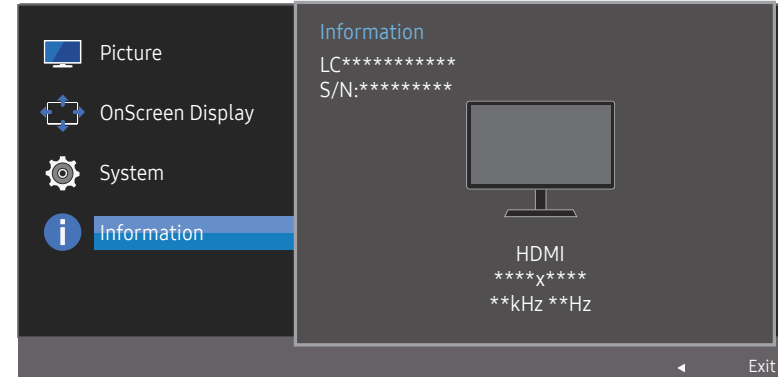 Picture
OnScreen Display
System
Information
Information
LC***********
S/N:*********
HDMI
****x****
**kHz **Hz
Exit